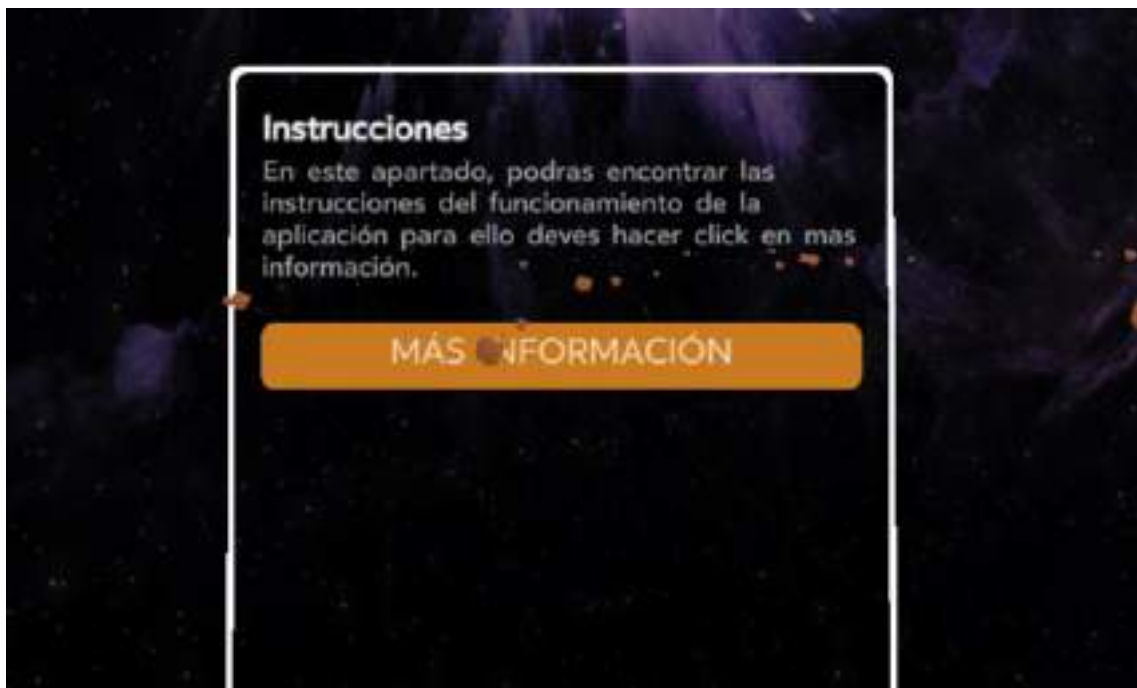 Instrucciones
En este apartado, podras encontrar las
instrucciones del funcionamiento de la
aplicación para ello deves hacer click en mas
información.
MÁS INFORMACIÓN